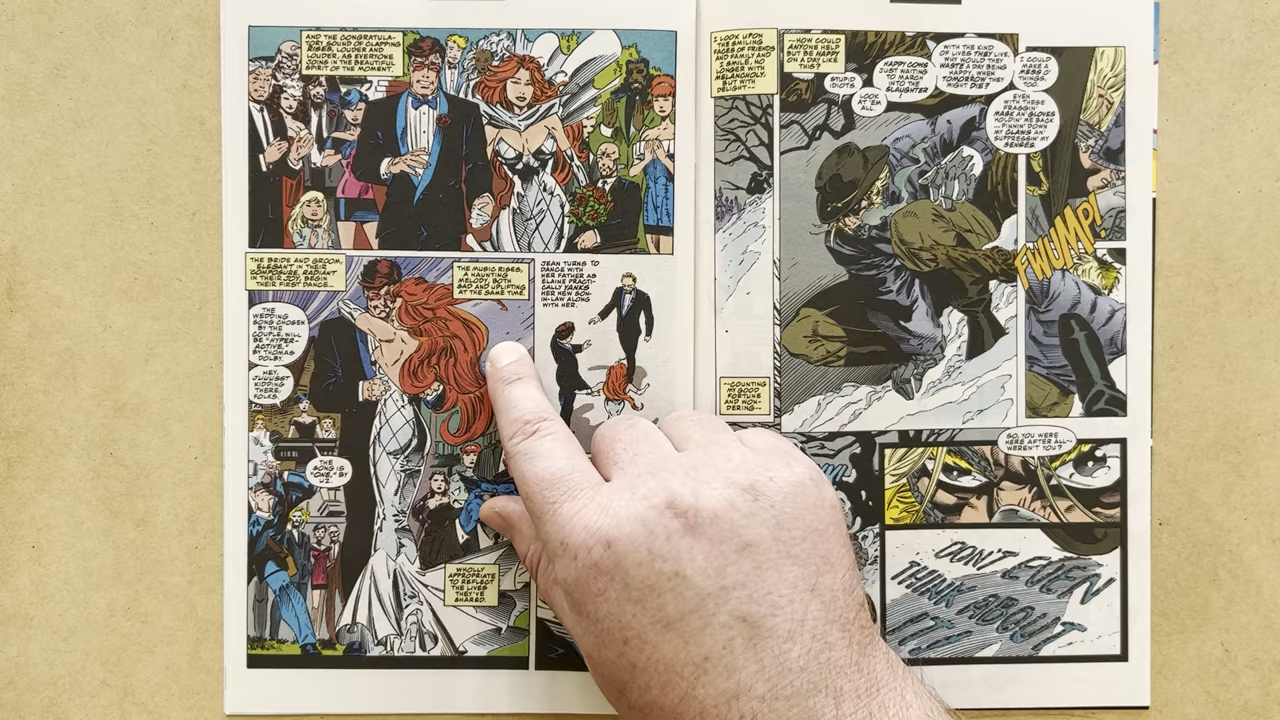 AND THE CONGRATULA-
TORY SOUND OF CLAPPING
RISES, LOUDER AND
LOUDER, AS EVERYONE
JOINS IN THE BEAUTIFUL
SPIRIT OF THE MOMENT.
THE BRIDE AND GROOM,
ELEGANT IN THEIR
COMPOSURE, RADIANT
IN THEIR JOY, BEGIN
THEIR FIRST DANCE...
THE MUSIC RISES,
A HAUNTING
MELODY, BOTH
SAD AND UPLIFTING
AT THE SAME TIME.
THE
WEDDING
SONG CHOSEN
BY THE
COUPLE, WILL
BE "HYPER-
ACTIVE,"
BY THOMAS
DOLBY.
HEY,
JUUUSST
KIDDING
THERE,
FOLKS.
THE
SONG IS
"ONE," BY
U2.
WHOLLY
APPROPRIATE
TO REFLECT
THE LIVES
THEY'VE
SHARED.
JEAN TURNS TO
DANCE WITH
HER FATHER AS
ELAINE PRACTI-
CALLY YANKS
HER NEW SON-
IN-LAW ALONG
WITH HER.
I LOOK UPON
THE SMILING
FACES OF FRIENDS
AND FAMILY AND
I SMILE, NO
LONGER WITH
MELANCHOLY,
BUT WITH
DELIGHT--
--HOW COULD
ANYONE HELP
BUT BE HAPPY
ON A DAY LIKE
THIS?
STUPID
IDIOTS.
LOOK
AT 'EM
ALL.
HAPPY COWS
JUST WAITING
TO MARCH
INTO THE
SLAUGHTER
!
WITH THE KIND
OF LIVES THEY LIVE,
WHY WOULD THEY
WASTE A DAY BEING
HAPPY, WHEN
TOMORROW THEY
MIGHT DIE?
I COULD
MAKE A
MESS O'
THINGS,
TOO.
EVEN
WITH THESE
FRAGGIN'
MASK AN' GLOVES
HOLDIN' ME BACK
--PINNIN' DOWN
MY CLAWS AN'
SUPPRESSIN' MY
SENSES.
FWUMP!
--COUNTING
MY GOOD
FORTUNE
AND WON-
DERING--
SO, YOU WERE
HERE AFTER ALL--
WEREN'T YOU?
DON'T EVEN
THINK ABOUT
IT!